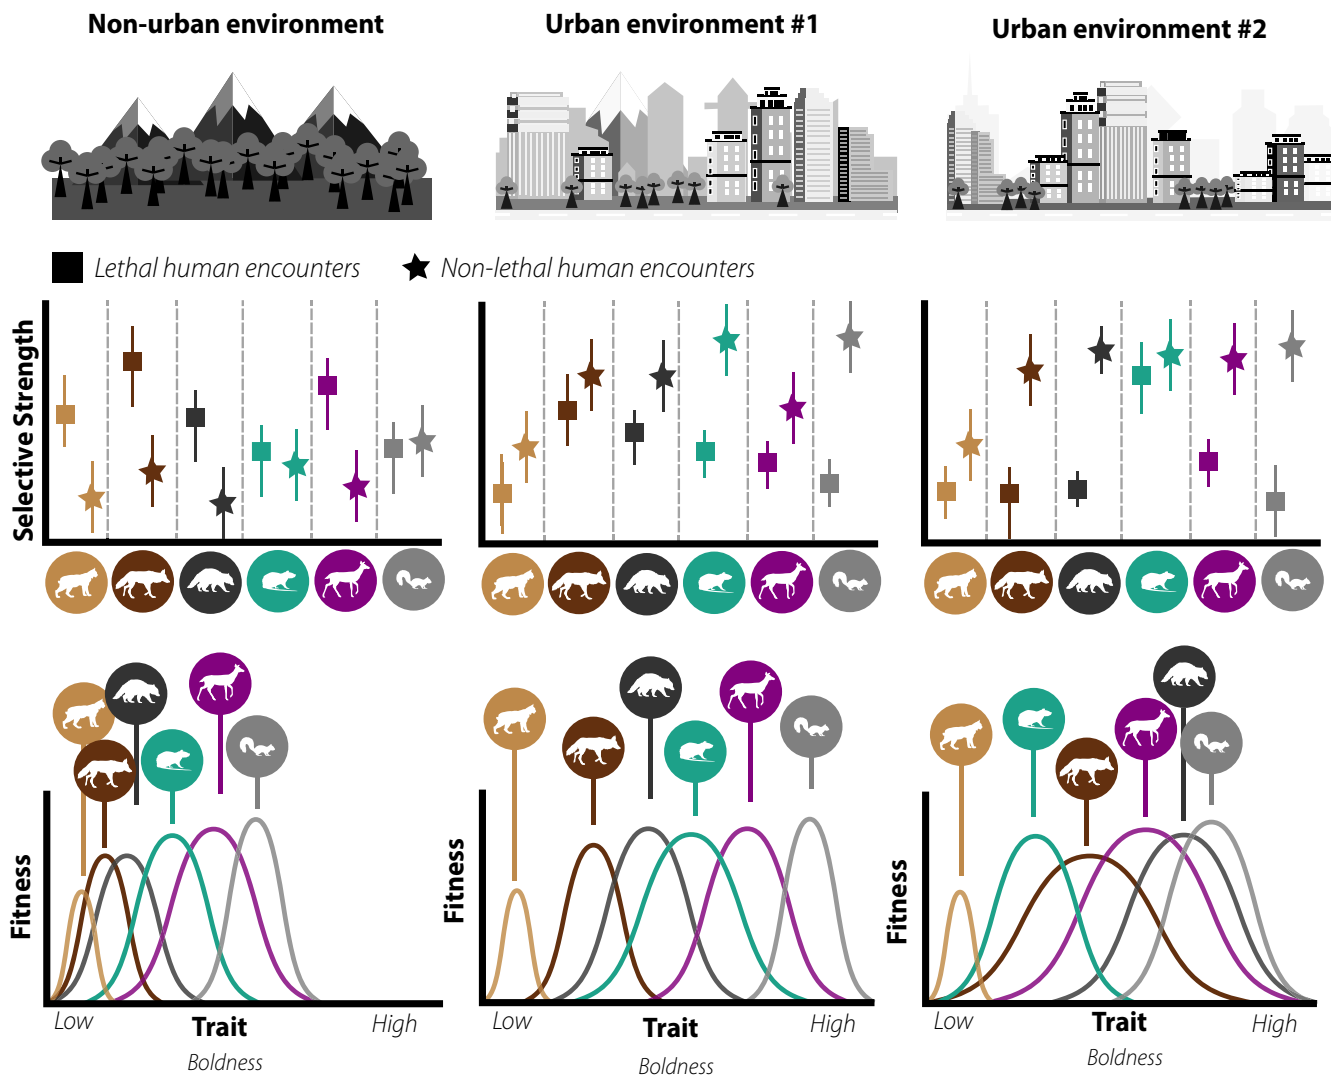 Non-urban environment
Urban environment #1
Urban environment #2
Lethal human encounters
Non-lethal human encounters
Selective Strength
Fitness
Fitness
Fitness
Low
High
Trait
Boldness
Low
High
Trait
Boldness
Low
High
Trait
Boldness